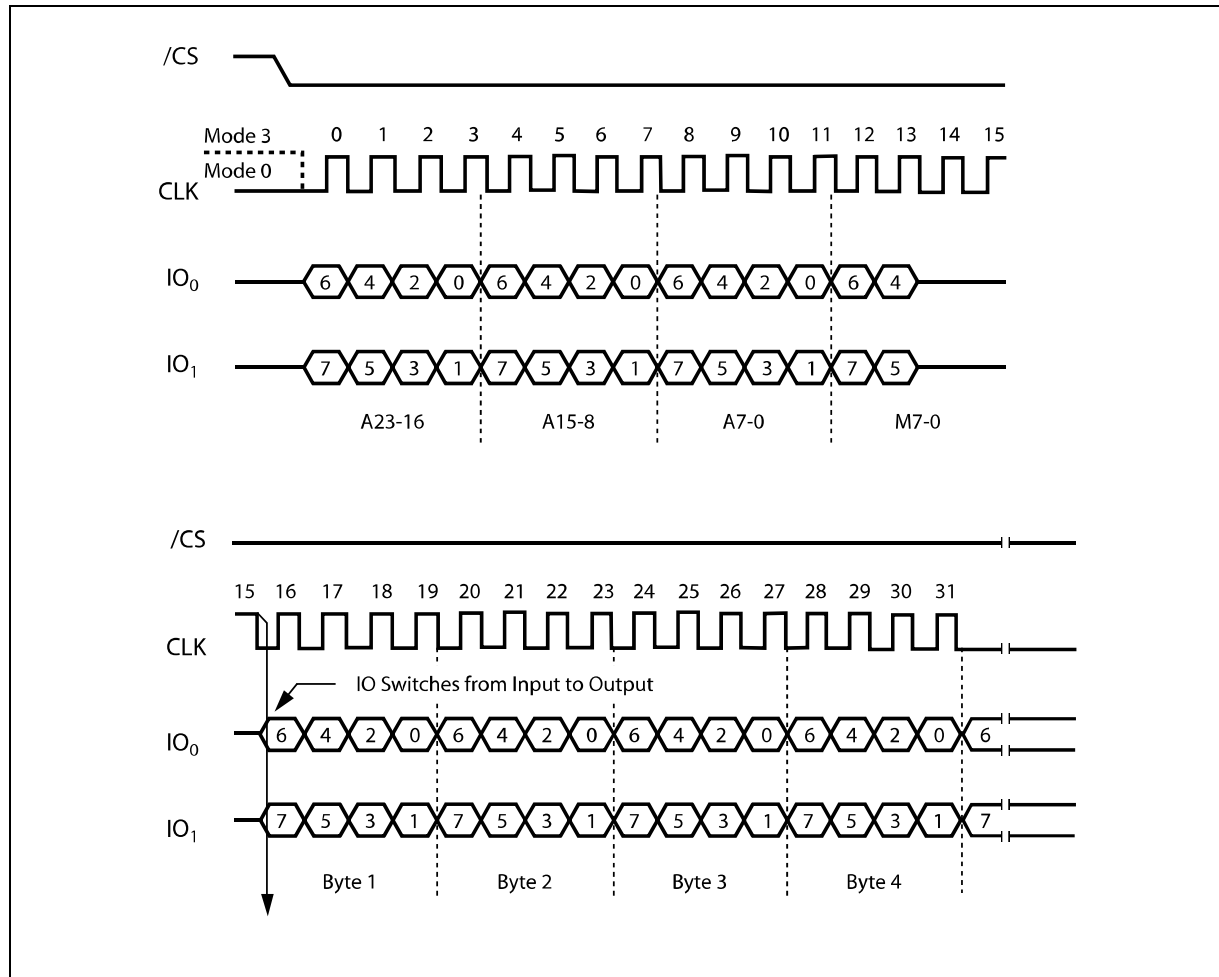 /CS
Mode 3
Mode 0
CLK
0 1 2 3 4 5 6 7 8 9 10 11 12 13 14 15
IO0
6 4 2 0 6 4 2 0 6 4 2 0 6 4
IO1
7 5 3 1 7 5 3 1 7 5 3 1 7 5
A23-16 A15-8 A7-0 M7-0
/CS
15 16 17 18 19 20 21 22 23 24 25 26 27 28 29 30 31
CLK
IO Switches from Input to Output
IO0
6 4 2 0 6 4 2 0 6 4 2 0 6 4 2 0 6
IO1
7 5 3 1 7 5 3 1 7 5 3 1 7 5 3 1 7
Byte 1 Byte 2 Byte 3 Byte 4